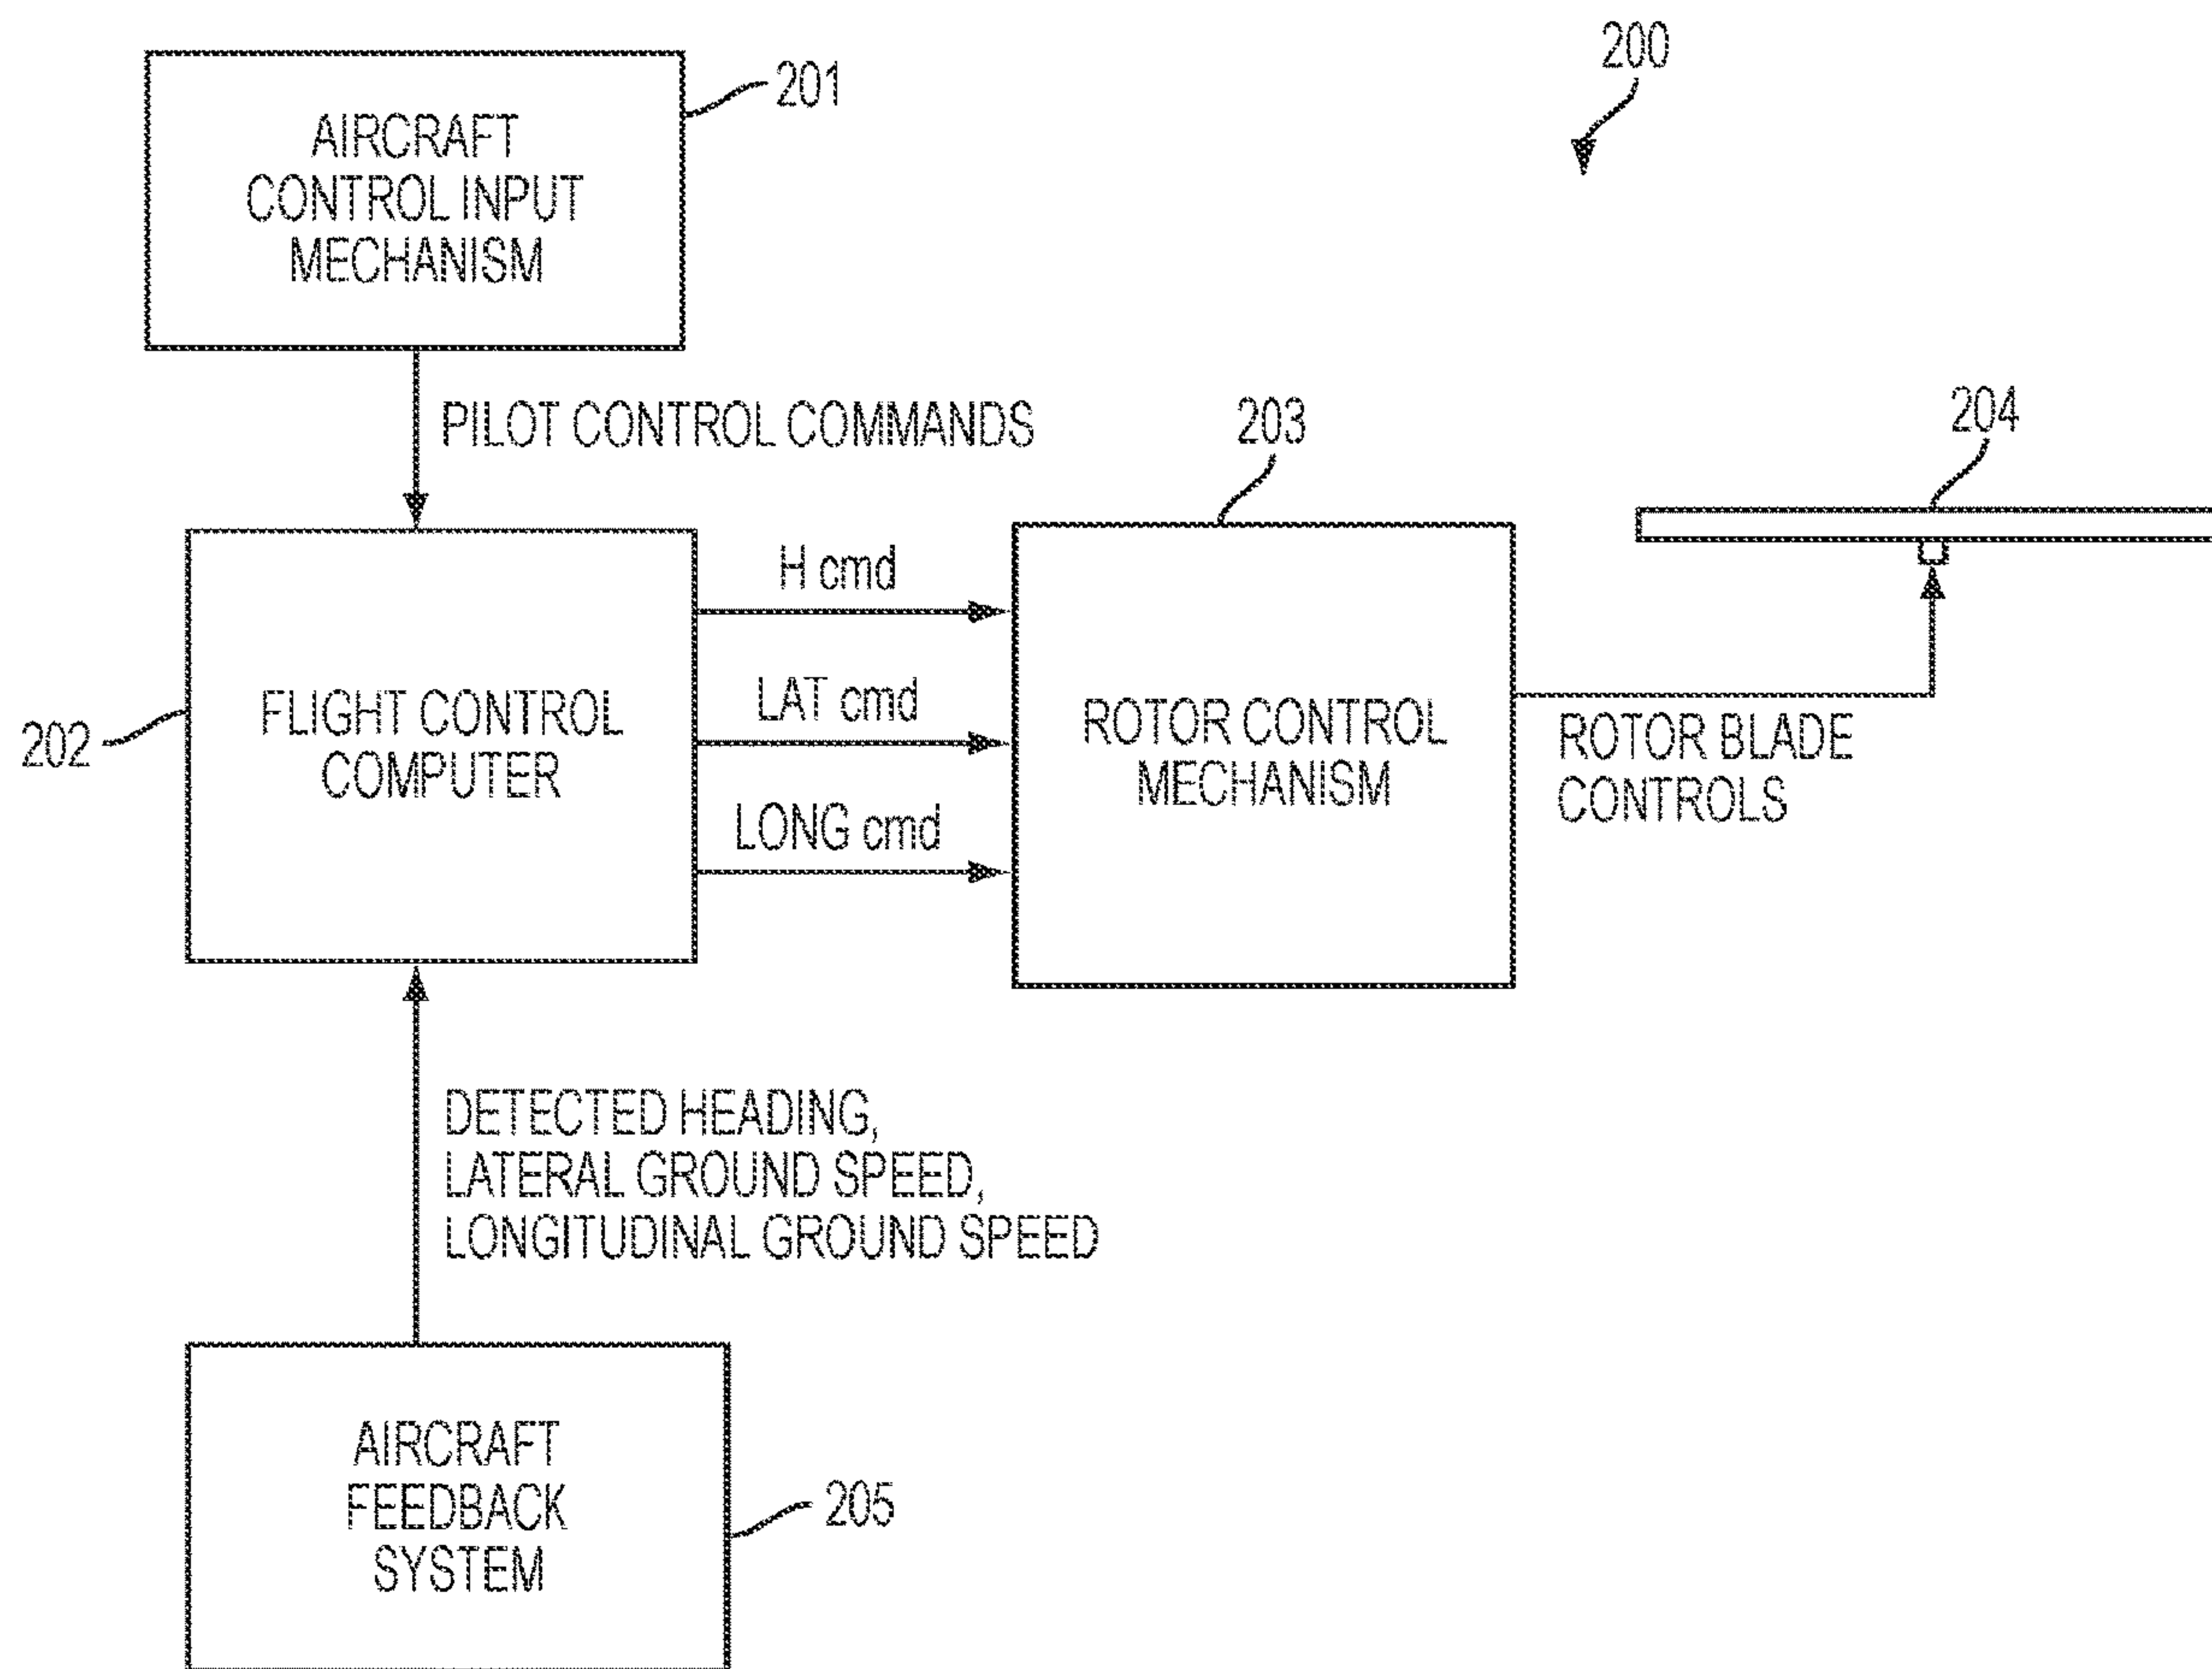 200
201
AIRCRAFT
CONTROL INPUT
MECHANISM
PILOT CONTROL COMMANDS
203
204
H cmd
LAT cmd
LONG cmd
202
FLIGHT CONTROL
COMPUTER
ROTOR CONTROL
MECHANISM
ROTOR BLADE
CONTROLS
DETECTED HEADING,
LATERAL GROUND SPEED,
LONGITUDINAL GROUND SPEED
AIRCRAFT
FEEDBACK
SYSTEM
205